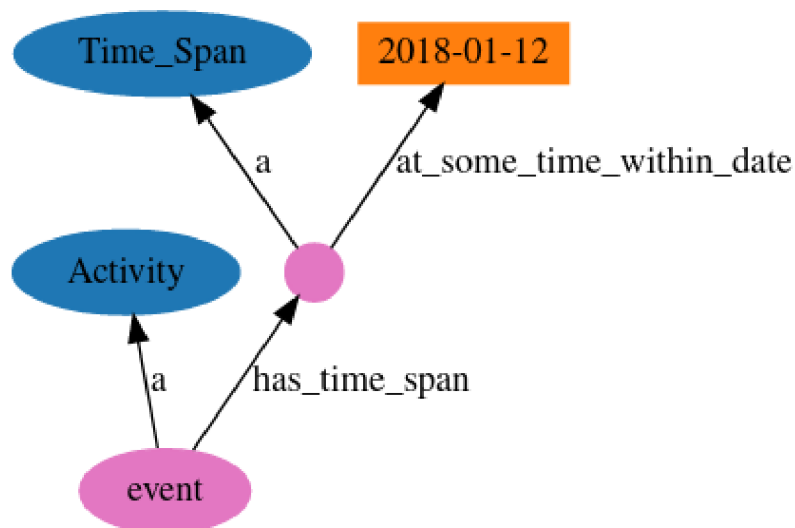 Time_Span
2018-01-12
a
at_some_time_within_date
Activity
a
has_time_span
event